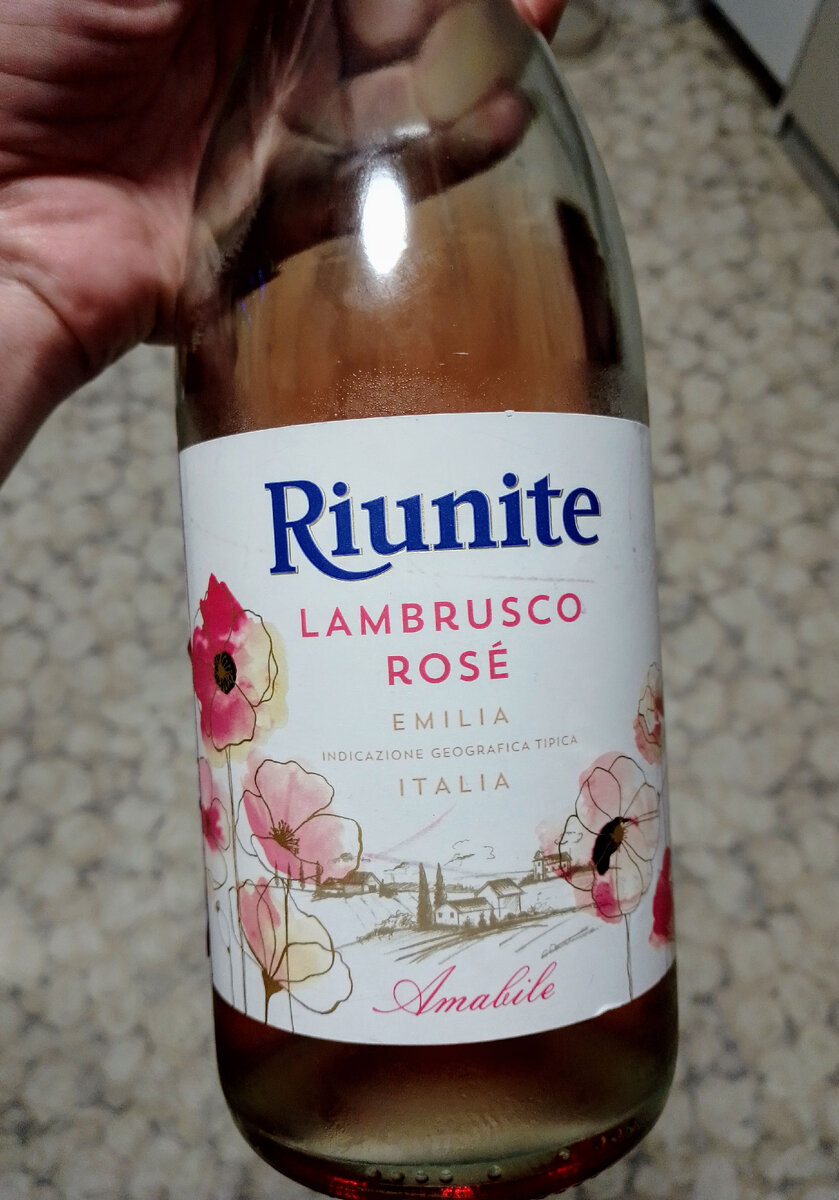 Riunite
LAMBRUSCO
ROSÉ
EMILIA
INDICAZIONE GEOGRAFICA TIPICA
ITALIA
Amabile